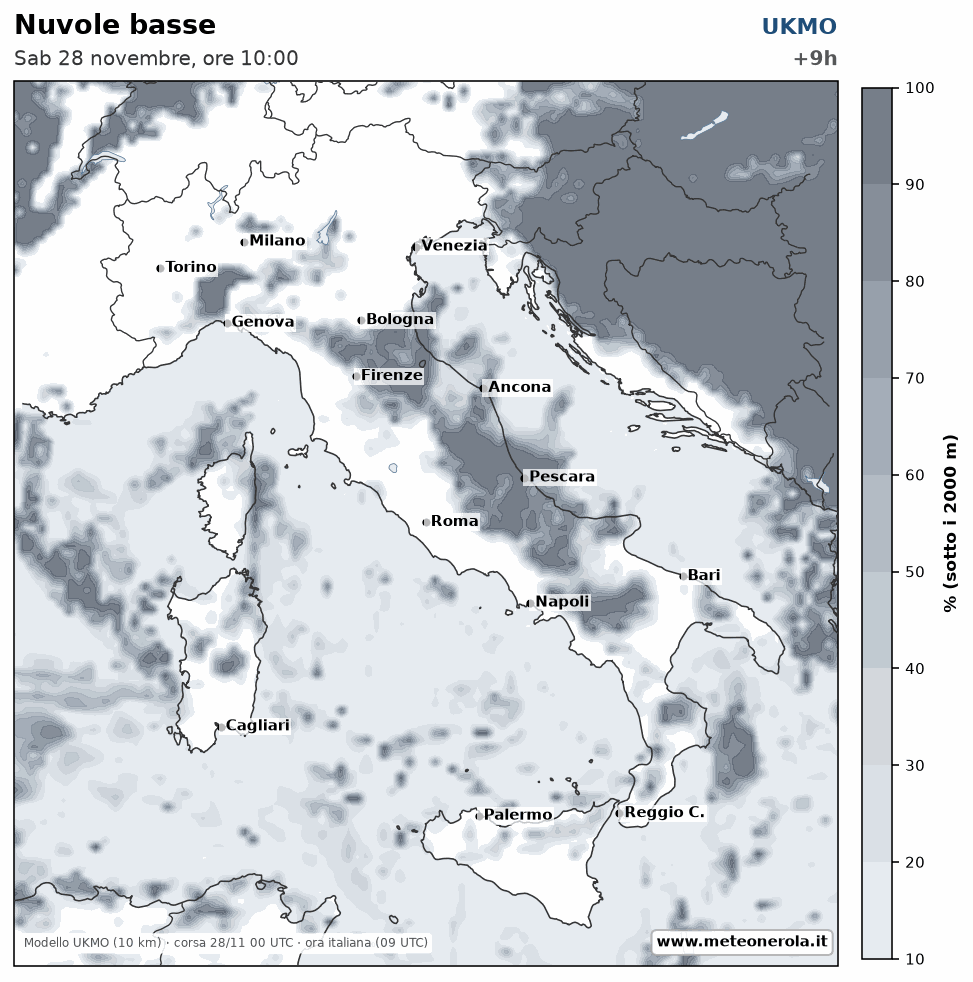 Nuvole basse
UKMO
Sab 28 novembre, ore 10:00
+9h
100
90
80
70
60
50
40
30
20
10
% (sotto i 2000 m)
Milano
Venezia
Torino
Genova
Bologna
Firenze
Ancona
Pescara
Roma
Bari
Napoli
Cagliari
Palermo
Reggio C.
Modello UKMO (10 km) · corsa 28/11 00 UTC · ora italiana (09 UTC)
www.meteonerola.it